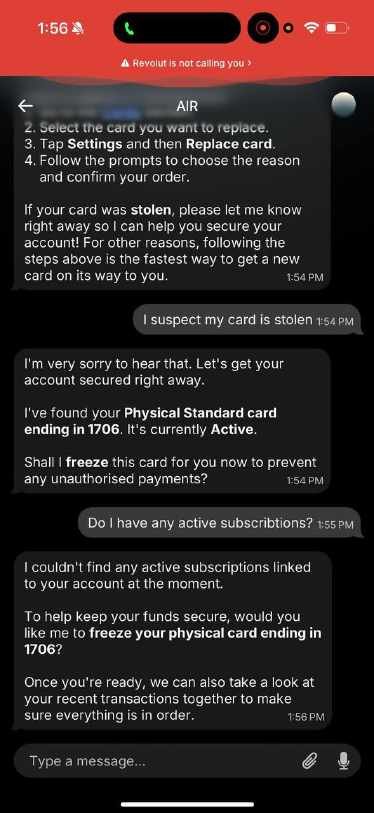 1:56
Revolut is not calling you >
AIR
2. Select the card you want to replace.
3. Tap Settings and then Replace card.
4. Follow the prompts to choose the reason
and confirm your order.
If your card was stolen, please let me know
right away so I can help you secure your
account! For other reasons, following the
steps above is the fastest way to get a new
card on its way to you.
1:54 PM
I suspect my card is stolen 1:54 PM
I'm very sorry to hear that. Let's get your
account secured right away.
I've found your Physical Standard card
ending in 1706. It's currently Active.
Shall I freeze this card for you now to prevent
any unauthorised payments?
1:54 PM
Do I have any active subscribtions? 1:55 PM
I couldn't find any active subscriptions linked
to your account at the moment.
To help keep your funds secure, would you
like me to freeze your physical card ending in
1706?
Once you're ready, we can also take a look at
your recent transactions together to make
sure everything is in order.
1:56 PM
Type a message...